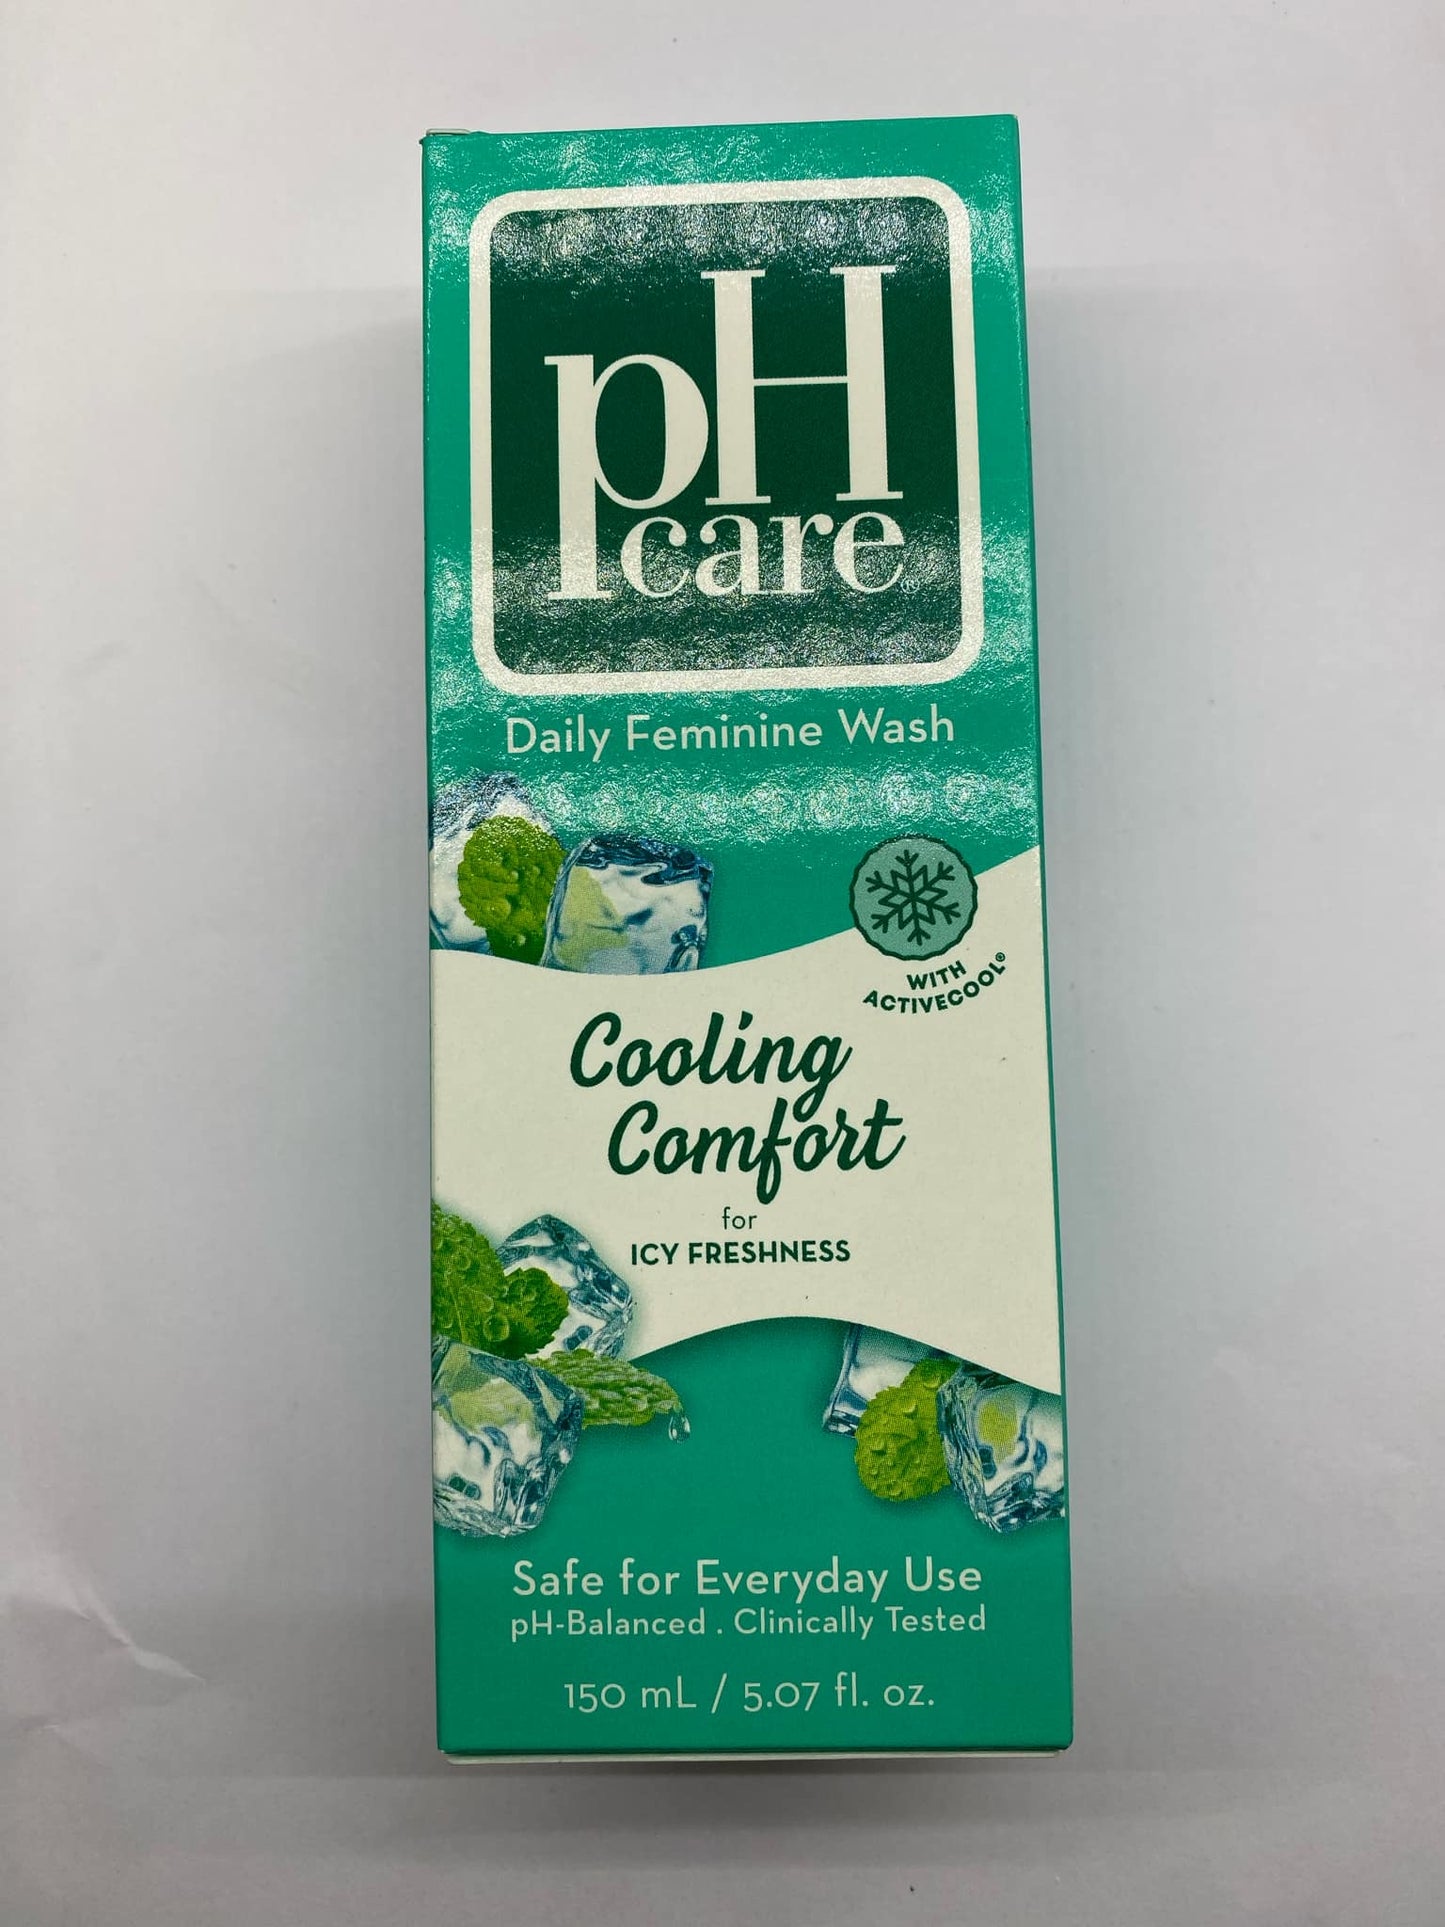 pH
care®
Daily Feminine Wash
WITH
ACTIVECOOL®
Cooling
Comfort
for
ICY FRESHNESS
Safe for Everyday Use
pH-Balanced . Clinically Tested
150 mL / 5.07 fl. oz.